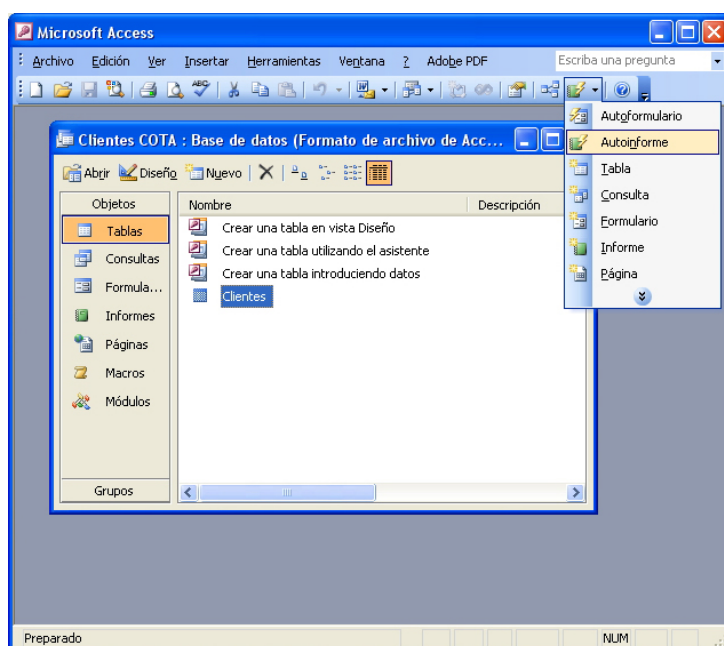 Microsoft Access
Archivo Edición Ver Insertar Herramientas Ventana ? Adobe PDF Escriba una pregunta
Clientes COTA : Base de datos (Formato de archivo de Acc...
Abrir Diseño Nuevo
Objetos
Tablas
Consultas
Formula...
Informes
Páginas
Macros
Módulos
Grupos
Nombre Descripción
Crear una tabla en vista Diseño
Crear una tabla utilizando el asistente
Crear una tabla introduciendo datos
Clientes
Autoformulario
Autoinforme
Tabla
Consulta
Formulario
Informe
Página
Preparado NUM